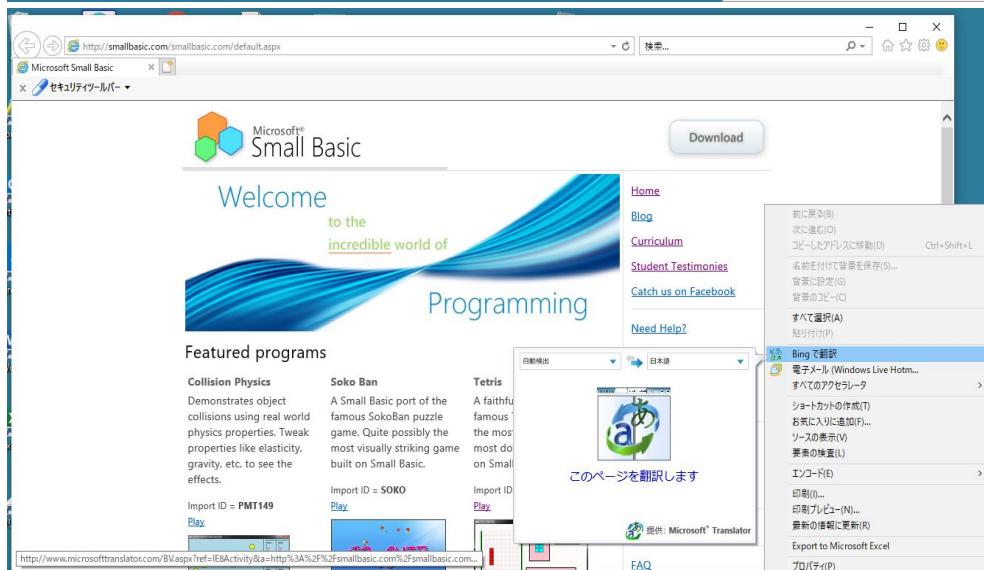 http://smallbasic.com/smallbasic.com/default.aspx
検索...
Microsoft Small Basic
x セキュリティツールバー
Microsoft®
Small Basic
Download
Welcome
to the
incredible world of
Programming
Home
Blog
Curriculum
Student Testimonies
Catch us on Facebook
Need Help?
FAQ
Featured programs
Collision Physics
Demonstrates object
collisions using real world
physics properties. Tweak
properties like elasticity,
gravity, etc. to see the
effects.
Import ID = PMT149
Play
Soko Ban
A Small Basic port of the
famous SokoBan puzzle
game. Quite possibly the
most visually striking game
built on Small Basic.
Import ID = SOKO
Play
Tetris
A faithfu
famous
the mos
most do
on Small
Import ID
Play
自動検出
日本語
このページを翻訳します
提供: Microsoft® Translator
前に戻る(B)
次に進む(O)
コピーしたアドレスに移動(D) Ctrl+Shift+L
名前を付けて背景を保存(S)...
背景に設定(G)
背景のコピー(C)
すべて選択(A)
貼り付け(P)
Bing で翻訳
電子メール (Windows Live Hotm...
すべてのアクセラレータ
ショートカットの作成(T)
お気に入りに追加(F)...
ソースの表示(V)
要素の検査(L)
エンコード(E)
印刷(I)...
印刷プレビュー(N)...
最新の情報に更新(R)
Export to Microsoft Excel
プロパティ(P)
http://www.microsofttranslator.com/BV.aspx?ref=IE8Activity&a=http%3A%2F%2Fsmallbasic.com%2Fsmallbasic.com...